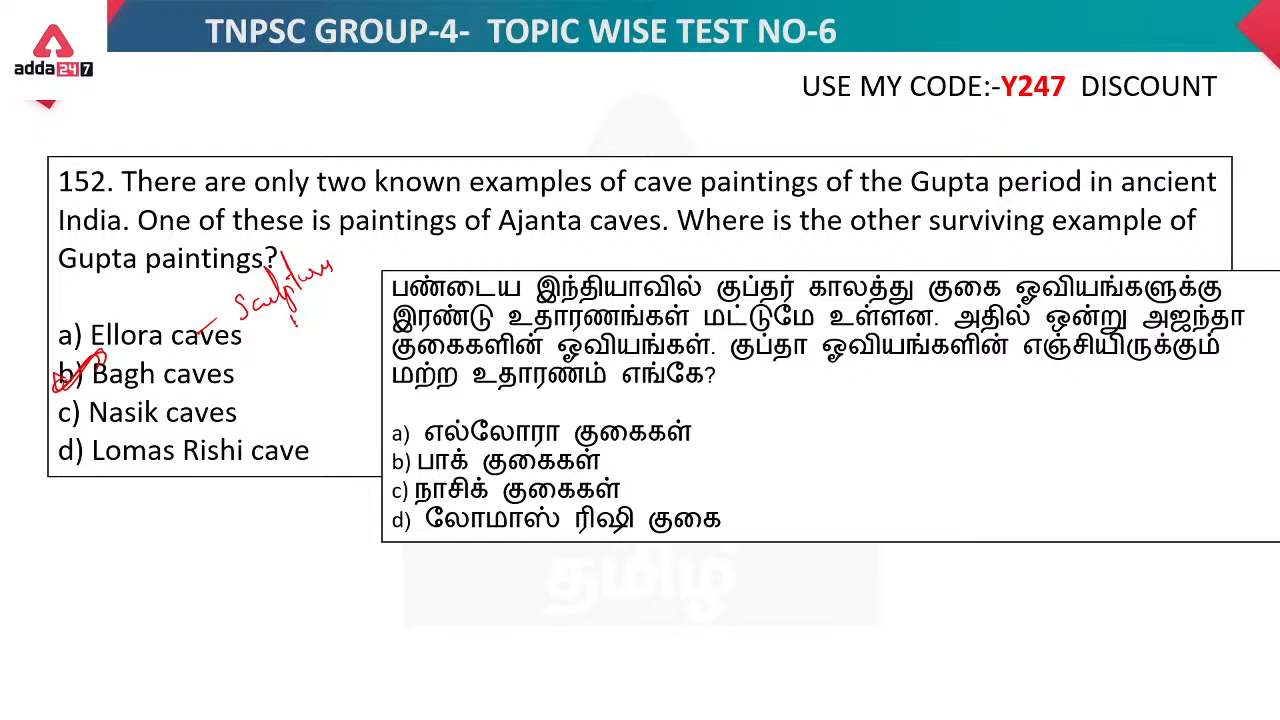 TNPSC GROUP-4- TOPIC WISE TEST NO-6
adda247
USE MY CODE:-Y247 DISCOUNT
152. There are only two known examples of cave paintings of the Gupta period in ancient
India. One of these is paintings of Ajanta caves. Where is the other surviving example of
Gupta paintings?
a) Ellora caves - Sculptures
b) Bagh caves
c) Nasik caves
d) Lomas Rishi cave
பண்டைய இந்தியாவில் குப்தர் காலத்து குகை ஓவியங்களுக்கு
இரண்டு உதாரணங்கள் மட்டுமே உள்ளன. அதில் ஒன்று அஜந்தா
குகைகளின் ஓவியங்கள். குப்தா ஓவியங்களின் எஞ்சியிருக்கும்
மற்ற உதாரணம் எங்கே?
a) எல்லோரா குகைகள்
b) பாக் குகைகள்
c) நாசிக் குகைகள்
d) லோமாஸ் ரிஷி குகை
தமிழ்